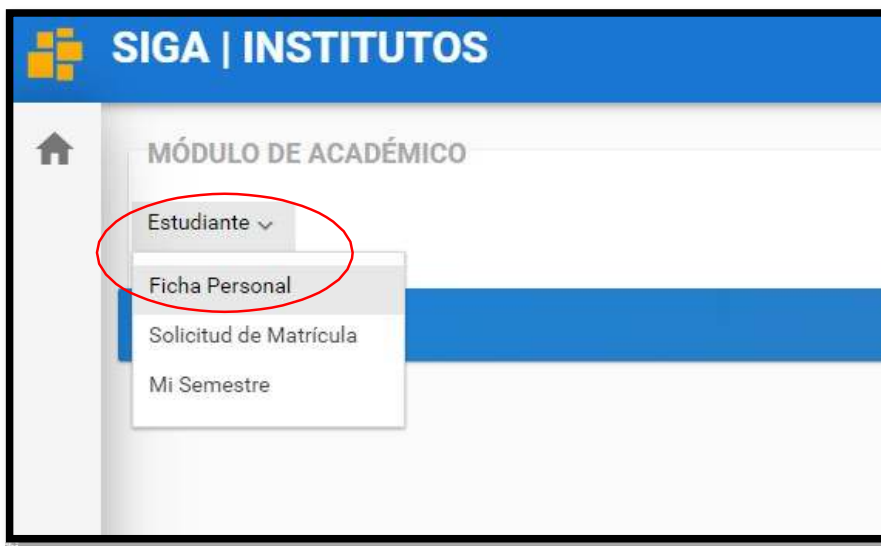 SIGA | INSTITUTOS
MÓDULO DE ACADÉMICO
Estudiante
Ficha Personal
Solicitud de Matrícula
Mi Semestre